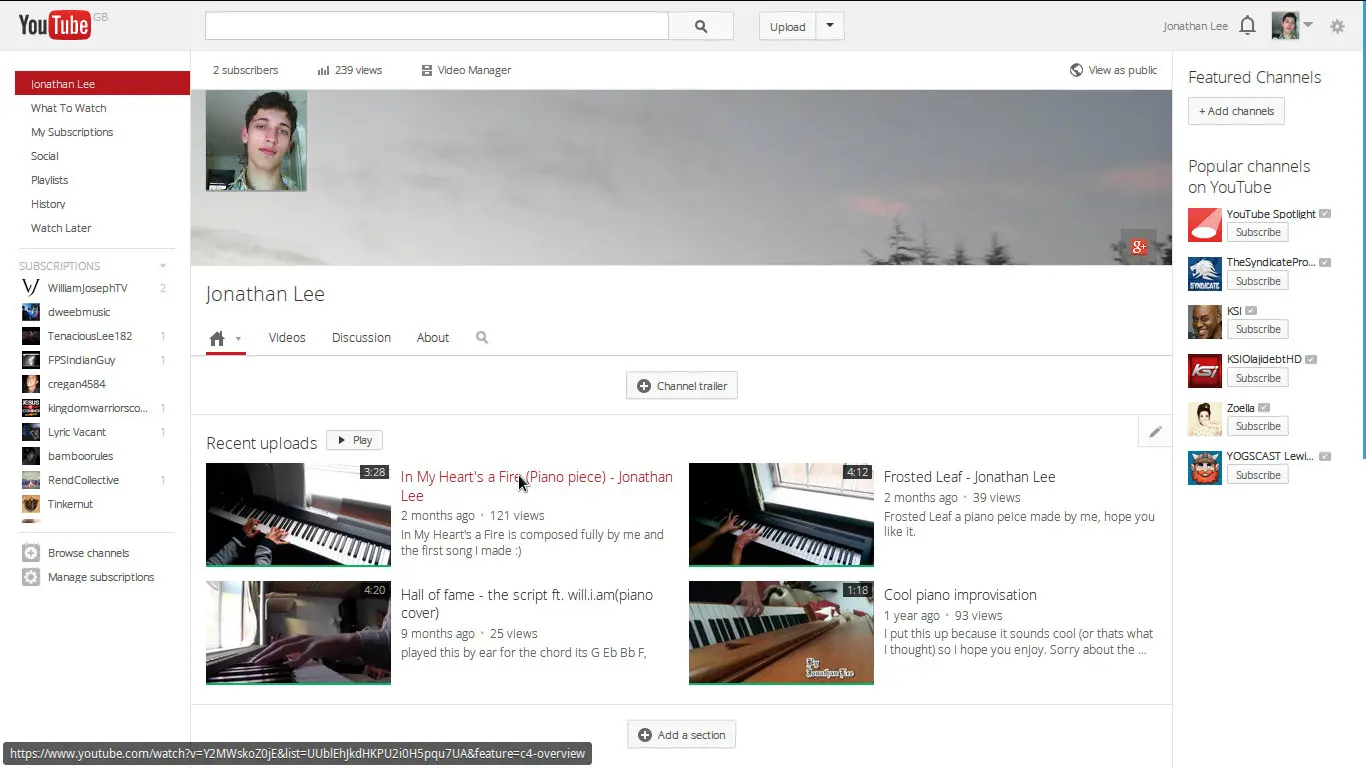 YouTube GB
Upload
Jonathan Lee
Jonathan Lee
What To Watch
My Subscriptions
Social
Playlists
History
Watch Later
SUBSCRIPTIONS
WilliamJosephTV 2
dweebmusic
TenaciousLee182 1
FPSIndianGuy 1
cregan4584
kingdomwarriorsco... 1
Lyric Vacant 1
bamboorules
RendCollective 1
Tinkernut
Browse channels
Manage subscriptions
2 subscribers
239 views
Video Manager
View as public
g+
Jonathan Lee
Videos
Discussion
About
Channel trailer
Recent uploads
Play
3:28
In My Heart's a Fire (Piano piece) - Jonathan
Lee
2 months ago · 121 views
In My Heart's a Fire is composed fully by me and
the first song I made :)
4:12
Frosted Leaf - Jonathan Lee
2 months ago · 39 views
Frosted Leaf a piano peice made by me, hope you
like it.
4:20
Hall of fame - the script ft. will.i.am(piano
cover)
9 months ago · 25 views
played this by ear for the chord its G Eb Bb F,
1:18
By
Jonathan Lee
Cool piano improvisation
1 year ago · 93 views
I put this up because it sounds cool (or thats what
I thought) so I hope you enjoy. Sorry about the ...
Add a section
Featured Channels
+ Add channels
Popular channels
on YouTube
YouTube Spotlight
Subscribe
SYNDICATE
TheSyndicatePro...
Subscribe
KSI
Subscribe
KSI
KSIOlajidebtHD
Subscribe
Zoella
Subscribe
YOGSCAST Lewi...
Subscribe
https://www.youtube.com/watch?v=Y2MWskoZ0jE&list=UUblEhJkdHKPU2i0H5pqu7UA&feature=c4-overview